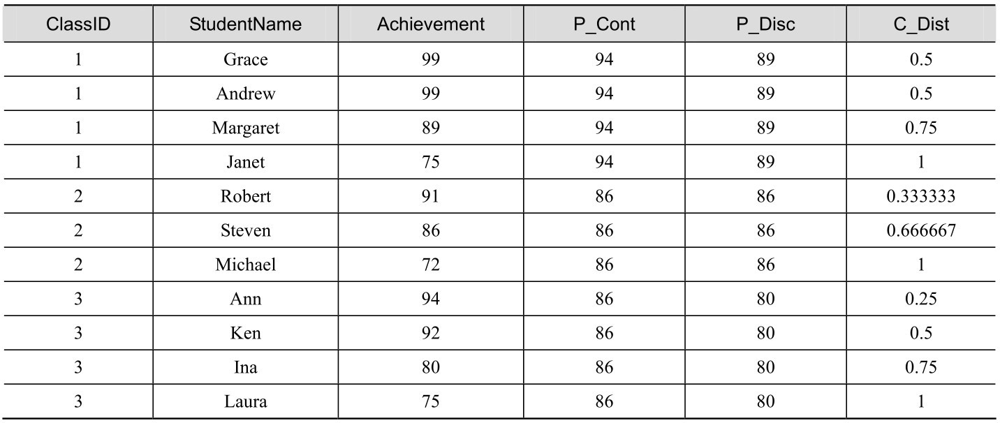 ClassID StudentName Achievement P_Cont P_Disc C_Dist
1 Grace 99 94 89 0.5
1 Andrew 99 94 89 0.5
1 Margaret 89 94 89 0.75
1 Janet 75 94 89 1
2 Robert 91 86 86 0.333333
2 Steven 86 86 86 0.666667
2 Michael 72 86 86 1
3 Ann 94 86 80 0.25
3 Ken 92 86 80 0.5
3 Ina 80 86 80 0.75
3 Laura 75 86 80 1